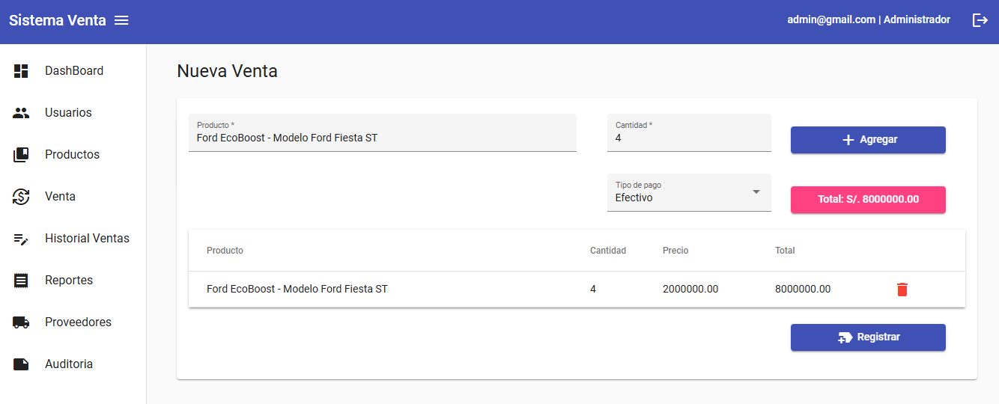 Sistema Venta
admin@gmail.com | Administrador
DashBoard
Usuarios
Productos
Venta
Historial Ventas
Reportes
Proveedores
Auditoria
Nueva Venta
Producto *
Ford EcoBoost - Modelo Ford Fiesta ST
Cantidad *
4
Agregar
Tipo de pago
Efectivo
Total: S/. 8000000.00
Producto Cantidad Precio Total
Ford EcoBoost - Modelo Ford Fiesta ST 4 2000000.00 8000000.00
Registrar